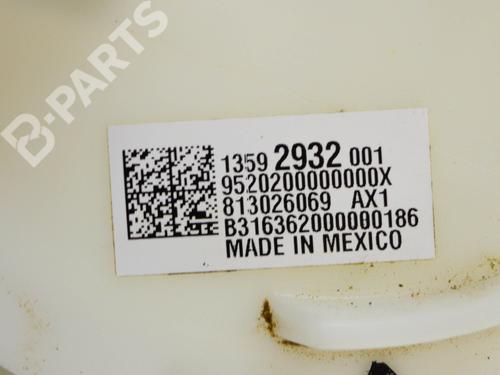 B-PARTS
1359 2932 001
9520200000000X
813026069 AX1
B316362000000186
MADE IN MEXICO